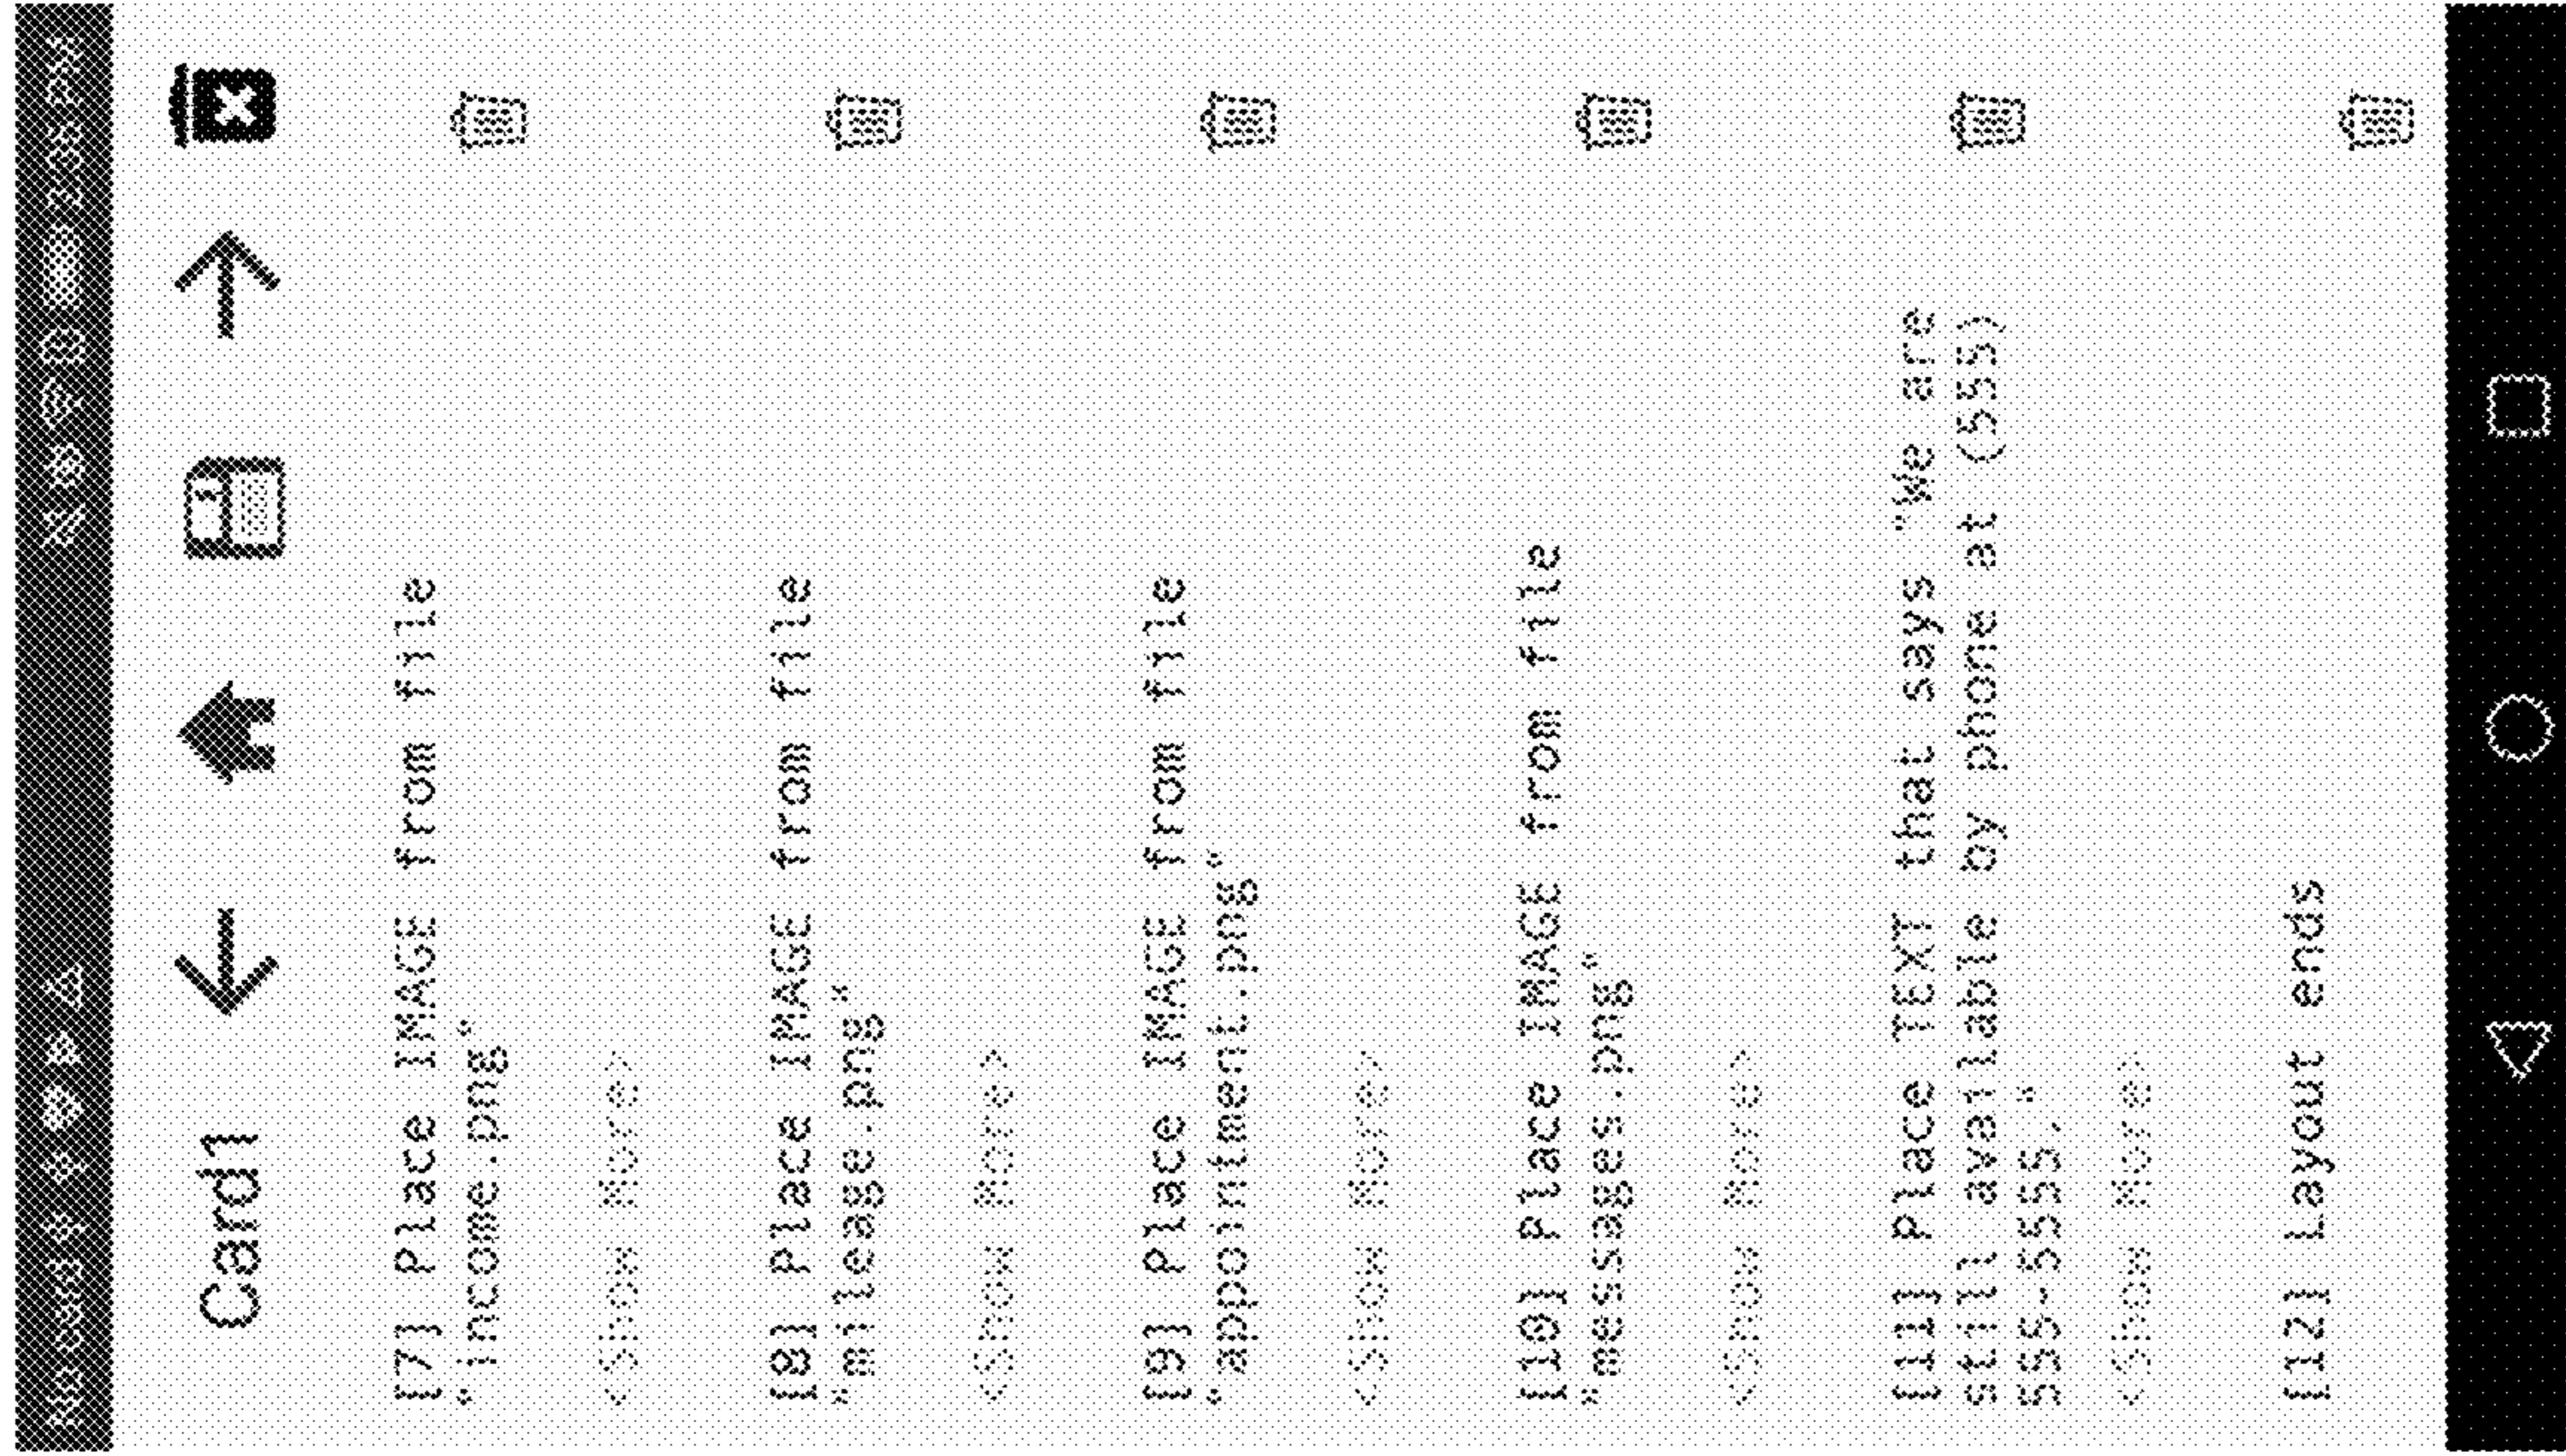 No card
Card1
[7] Place IMAGE from file
"income.png"
<Show More>
[8] Place IMAGE from file
"mileage.png"
<Show More>
[9] Place IMAGE from file
"appointment.png"
<Show More>
[10] Place IMAGE from file
"messages.png"
<Show More>
[11] Place TEXT that says "We are
still available by phone at (555)
555-5555."
<Show More>
[12] Layout ends